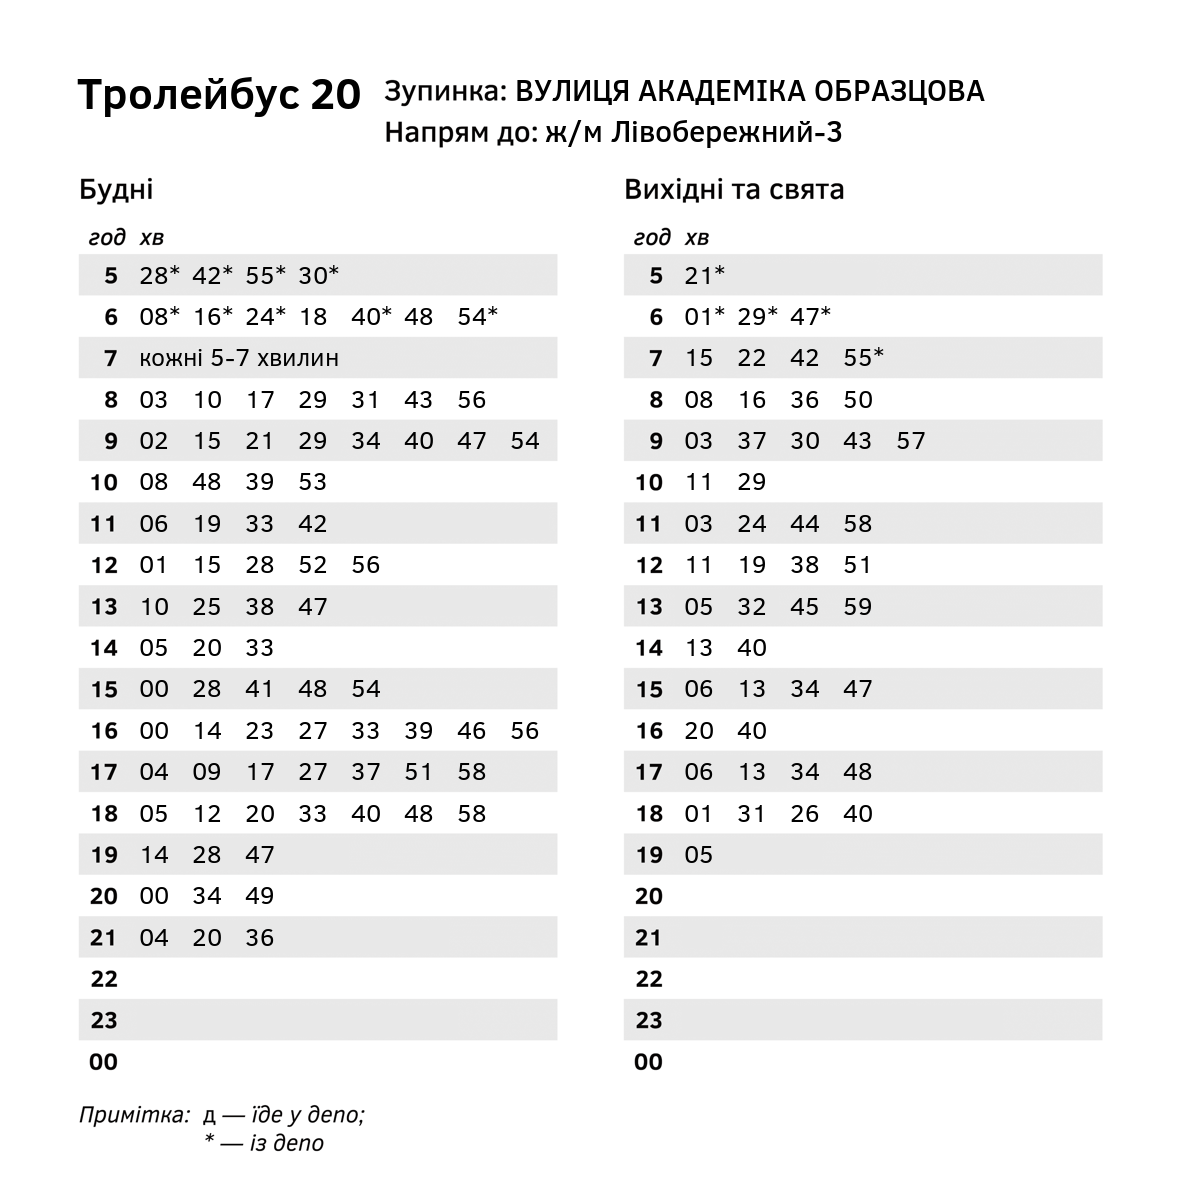 Тролейбус 20
Зупинка: ВУЛИЦЯ АКАДЕМІКА ОБРАЗЦОВА
Напрям до: ж/м Лівобережний-3
Будні
год хв
5 28* 42* 55* 30*
6 08* 16* 24* 18 40* 48 54*
7 кожні 5-7 хвилин
8 03 10 17 29 31 43 56
9 02 15 21 29 34 40 47 54
10 08 48 39 53
11 06 19 33 42
12 01 15 28 52 56
13 10 25 38 47
14 05 20 33
15 00 28 41 48 54
16 00 14 23 27 33 39 46 56
17 04 09 17 27 37 51 58
18 05 12 20 33 40 48 58
19 14 28 47
20 00 34 49
21 04 20 36
22
23
00
Вихідні та свята
год хв
5 21*
6 01* 29* 47*
7 15 22 42 55*
8 08 16 36 50
9 03 37 30 43 57
10 11 29
11 03 24 44 58
12 11 19 38 51
13 05 32 45 59
14 13 40
15 06 13 34 47
16 20 40
17 06 13 34 48
18 01 31 26 40
19 05
20
21
22
23
00
Примітка: д — їде у депо;
* — із депо